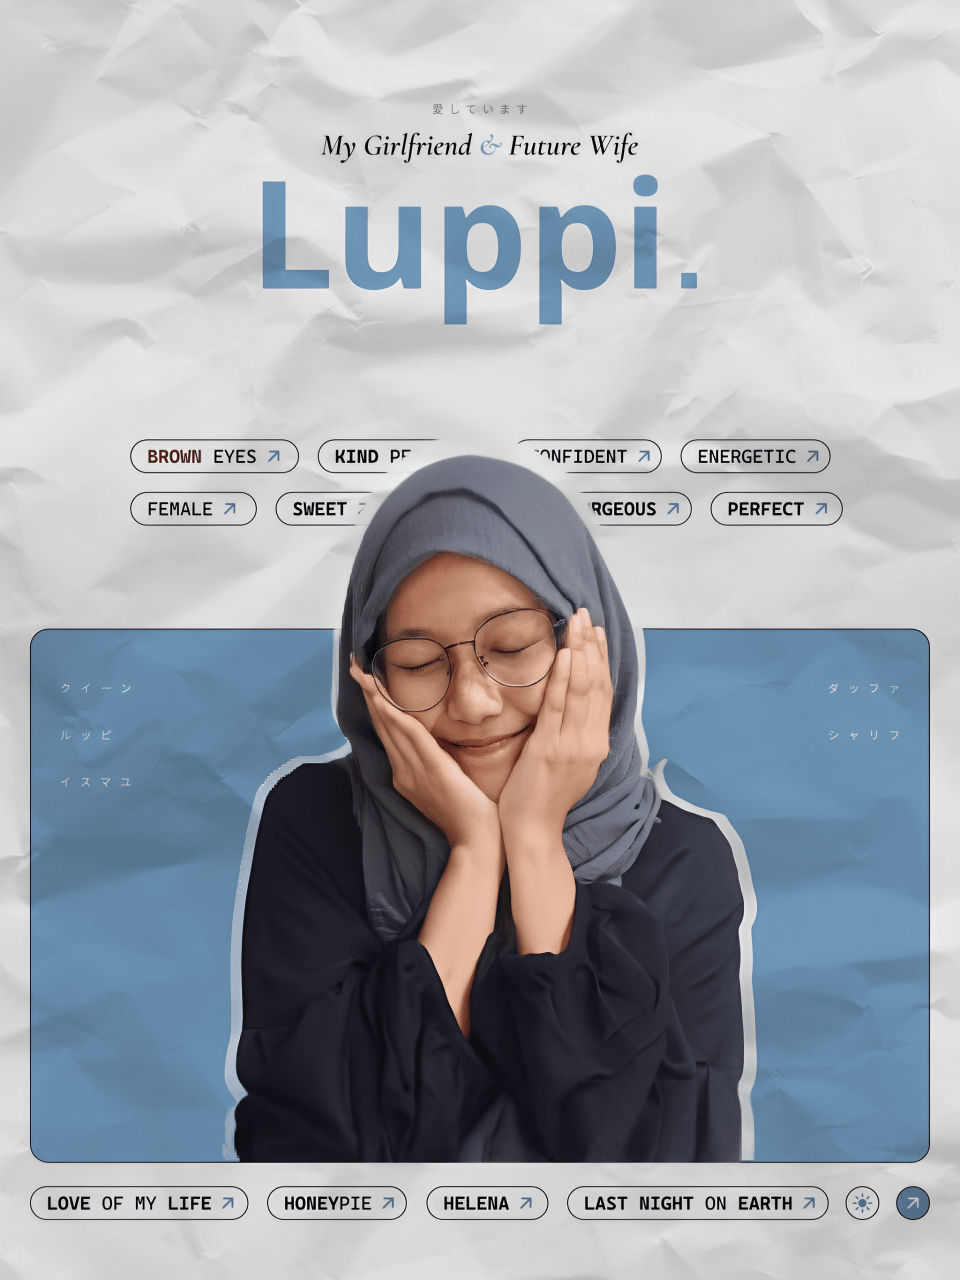 愛しています
My Girlfriend & Future Wife
Luppi.
BROWN EYES KIND ENERGETIC
FEMALE SWEET PERFECT
クイーン ダッファ
ルッピ シャリフ
イスマユ
LOVE OF MY LIFE HONEYPIE HELENA LAST NIGHT ON EARTH